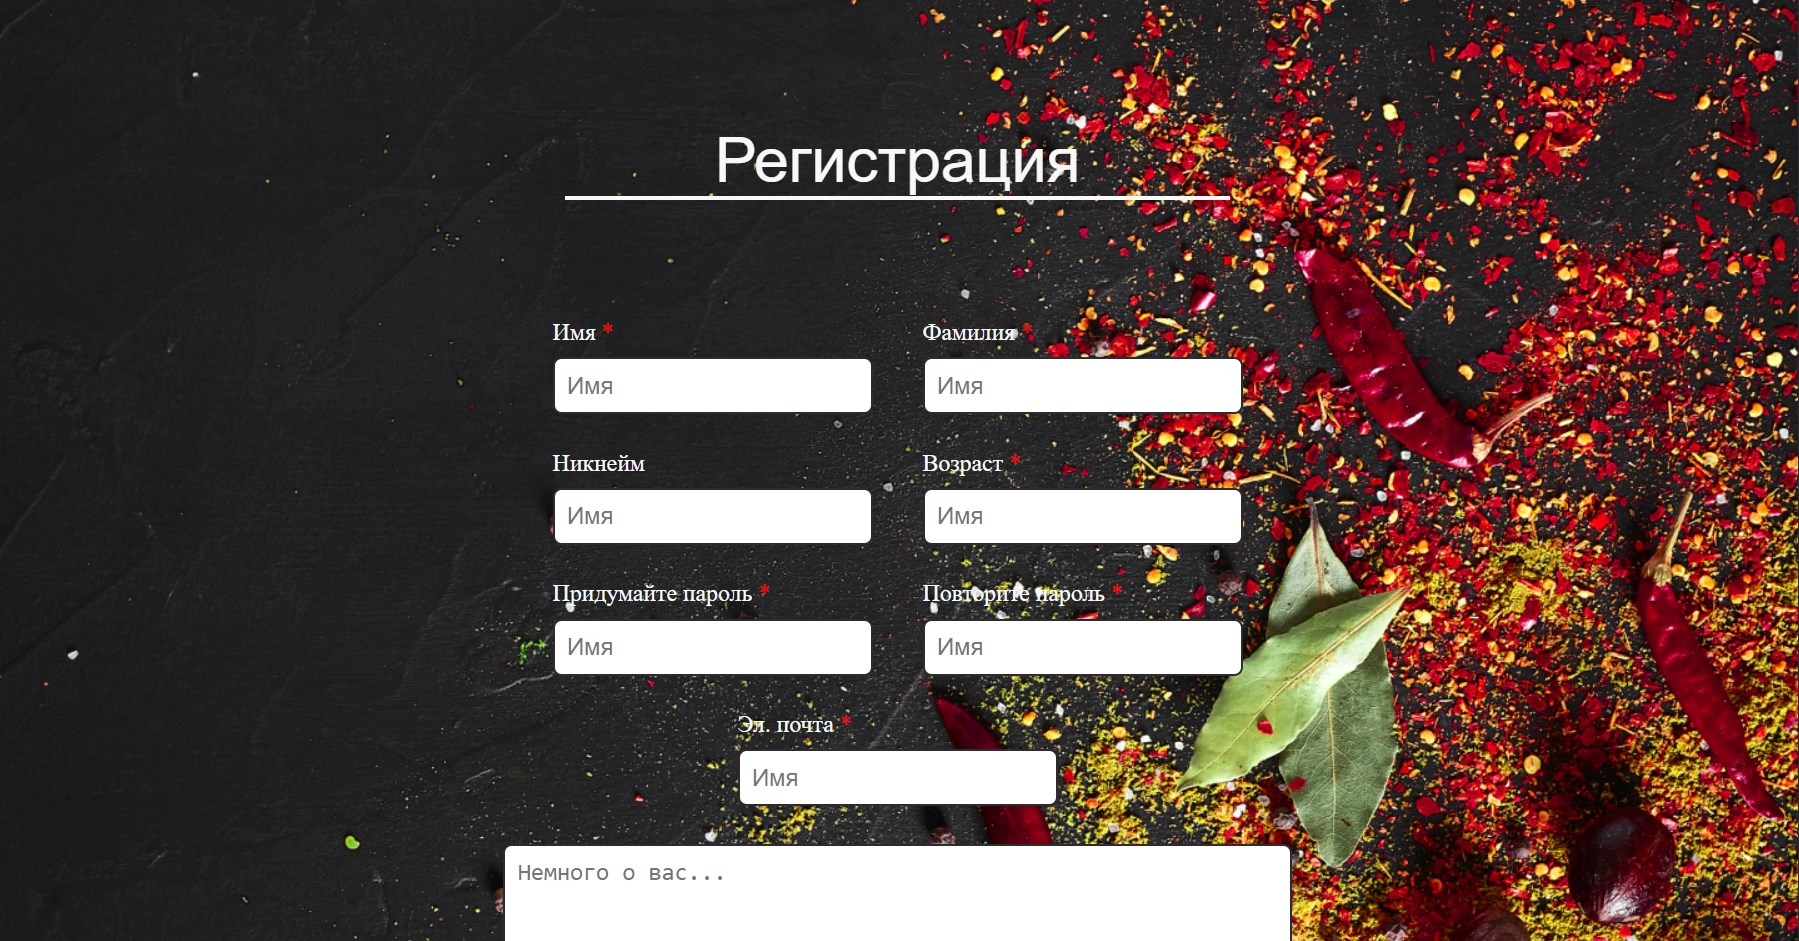 Регистрация
Имя *
Фамилия *
Имя
Имя
Никнейм
Возраст *
Имя
Имя
Придумайте пароль *
Повторите пароль *
Имя
Имя
Эл. почта *
Имя
Немного о вас...